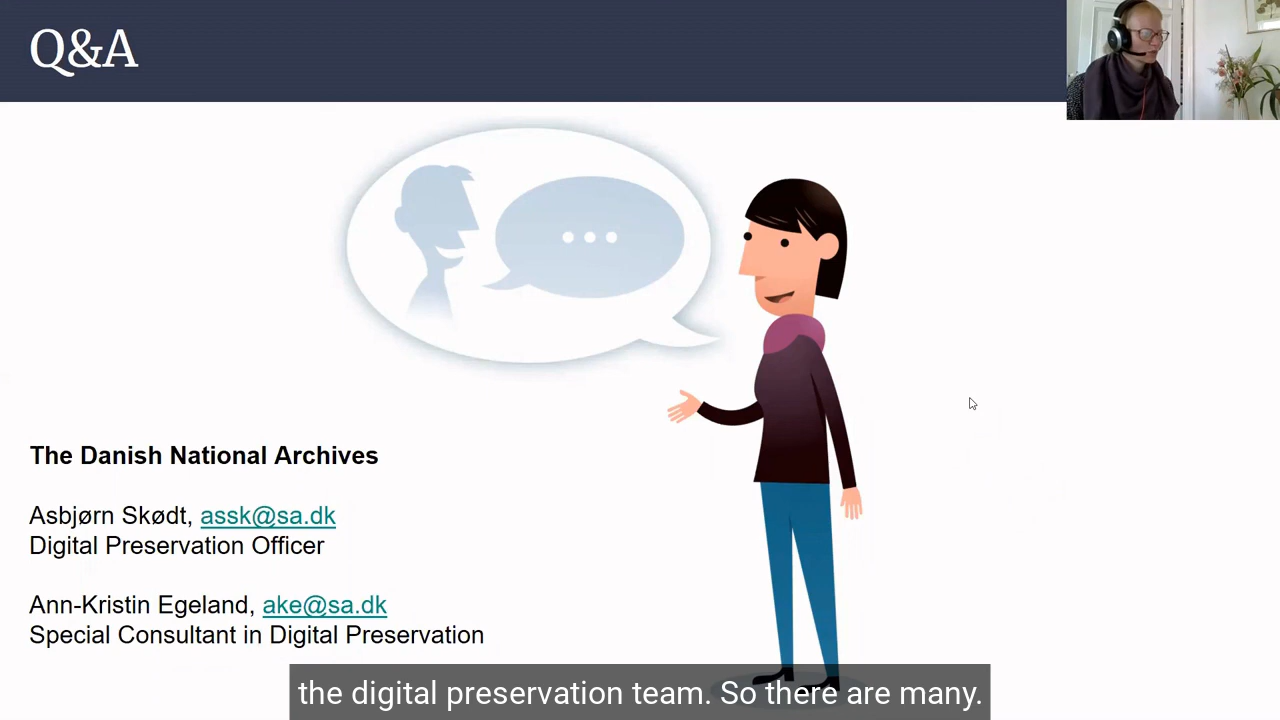 Q&A
The Danish National Archives
Asbjørn Skødt, assk@sa.dk
Digital Preservation Officer
Ann-Kristin Egeland, ake@sa.dk
Special Consultant in Digital Preservation
the digital preservation team. So there are many.